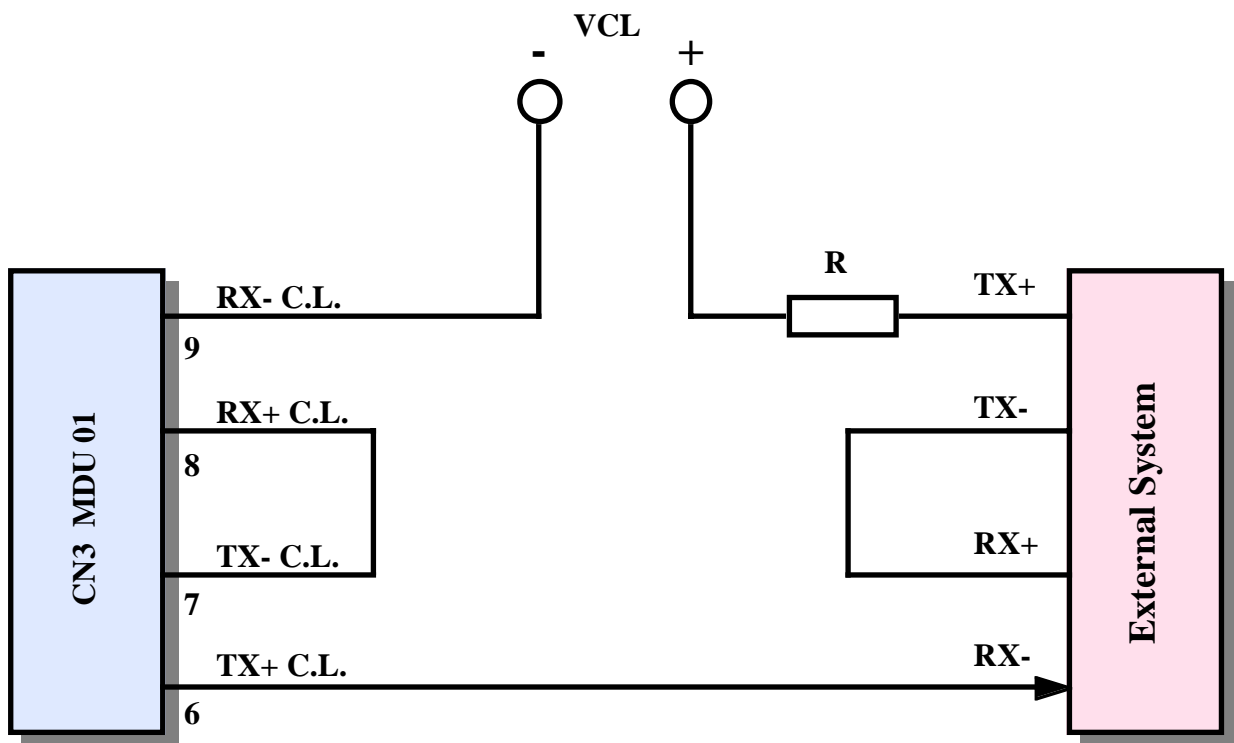 VCL
- +
R
RX- C.L.
TX+
9
RX+ C.L.
TX-
8
TX- C.L.
RX+
7
TX+ C.L.
RX-
6
CN3 MDU 01
External System